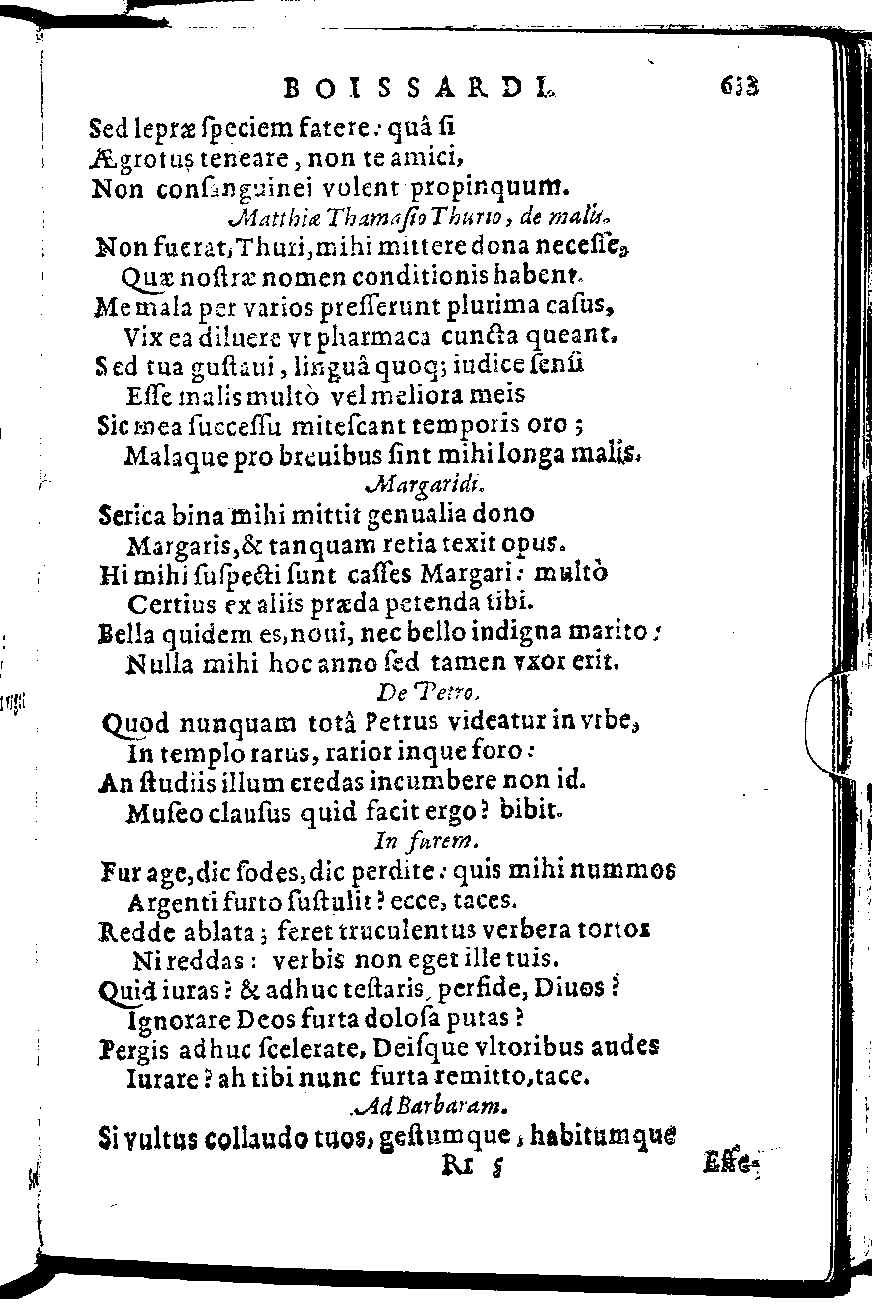 BOISSARDI. 633
Sed lepræ ſpeciem fatere: quâ ſi
Ægrotus teneare, non te amici,
Non conſanguinei volent propinquum.
Matthiæ Thamaſio Thurio, de malis.
Non fuerat, Thuri, mihi mittere dona neceſſe,
Quæ noſtræ nomen conditionis habent.
Me mala per varios preſſerunt plurima caſus,
Vix ea diluere vt pharmaca cuncta queant.
Sed tua guſtaui, linguâ quoq; iudice ſenſi
Eſſe malis multò vel meliora meis
Sic mea ſucceſſu miteſcant temporis oro;
Malaque pro breuibus ſint mihi longa malis.
Margaridi.
Serica bina mihi mittit genualia dono
Margaris, & tanquam retia texit opus.
Hi mihi ſuſpecti ſunt caſſes Margari: multò
Certius ex aliis præda petenda tibi.
Bella quidem es, noui, nec bello indigna marito:
Nulla mihi hoc anno ſed tamen vxor erit.
De Petro.
Quod nunquam totâ Petrus videatur in vrbe,
In templo rarus, rarior inque foro:
An ſtudiis illum credas incumbere non id.
Muſeo clauſus quid facit ergo? bibit.
In furem.
Fur age, dic ſodes, dic perdite: quis mihi nummos
Argenti furto ſuſtulit? ecce, taces.
Redde ablata; feret truculentus verbera tortor
Ni reddas: verbis non eget ille tuis.
Quid iuras? & adhuc teſtaris, perfide, Diuos?
Ignorare Deos furta doloſa putas?
Pergis adhuc ſcelerate, Deiſque vltoribus audes
Iurare? ah tibi nunc furta remitto, tace.
Ad Barbaram.
Si vultus collaudo tuos, geſtumque, habitumque
Rr 5 Eſſe